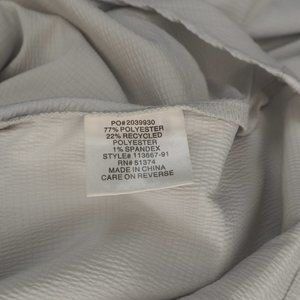 PO# 2039930
77% POLYESTER
22% RECYCLED
POLYESTER
1% SPANDEX
STYLE# 113667-91
RN# 51374
MADE IN CHINA
CARE ON REVERSE